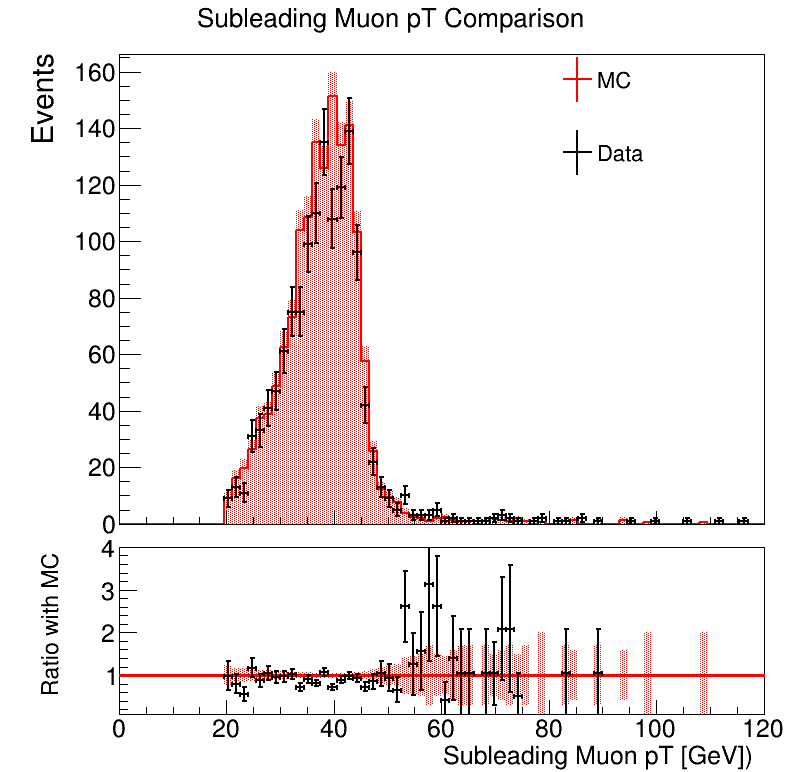 Subleading Muon pT Comparison
Events
160
140
120
100
80
60
40
20
0
MC
Data
Ratio with MC
4
3
2
1
0 20 40 60 80 100 120
Subleading Muon pT [GeV])